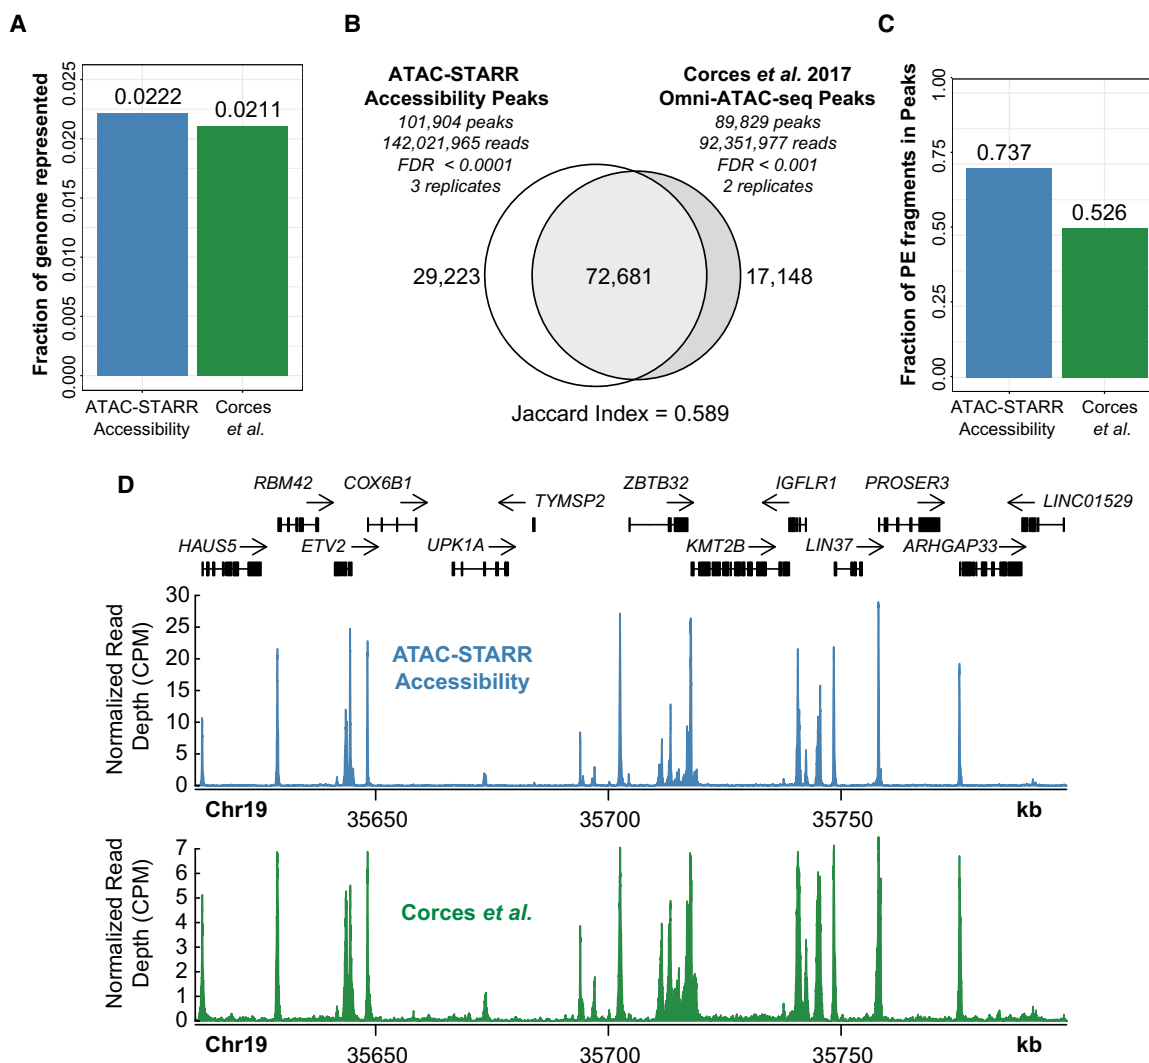 A
Fraction of genome represented
0.025
0.020
0.015
0.010
0.005
0.000
0.0222
0.0211
ATAC-STARR
Accessibility
Corces
et al.
B
ATAC-STARR
Accessibility Peaks
101,904 peaks
142,021,965 reads
FDR < 0.0001
3 replicates
Corces et al. 2017
Omni-ATAC-seq Peaks
89,829 peaks
92,351,977 reads
FDR < 0.001
2 replicates
29,223
72,681
17,148
Jaccard Index = 0.589
C
Fraction of PE fragments in Peaks
1.00
0.75
0.50
0.25
0.00
0.737
0.526
ATAC-STARR
Accessibility
Corces
et al.
D
RBM42
COX6B1
TYMSP2
ZBTB32
IGFLR1
PROSER3
LINC01529
HAUS5
ETV2
UPK1A
KMT2B
LIN37
ARHGAP33
Normalized Read
Depth (CPM)
30
25
20
15
10
5
0
ATAC-STARR
Accessibility
Chr19
35650
35700
35750
kb
Normalized Read
Depth (CPM)
7
6
5
4
3
2
1
0
Corces et al.
Chr19
35650
35700
35750
kb